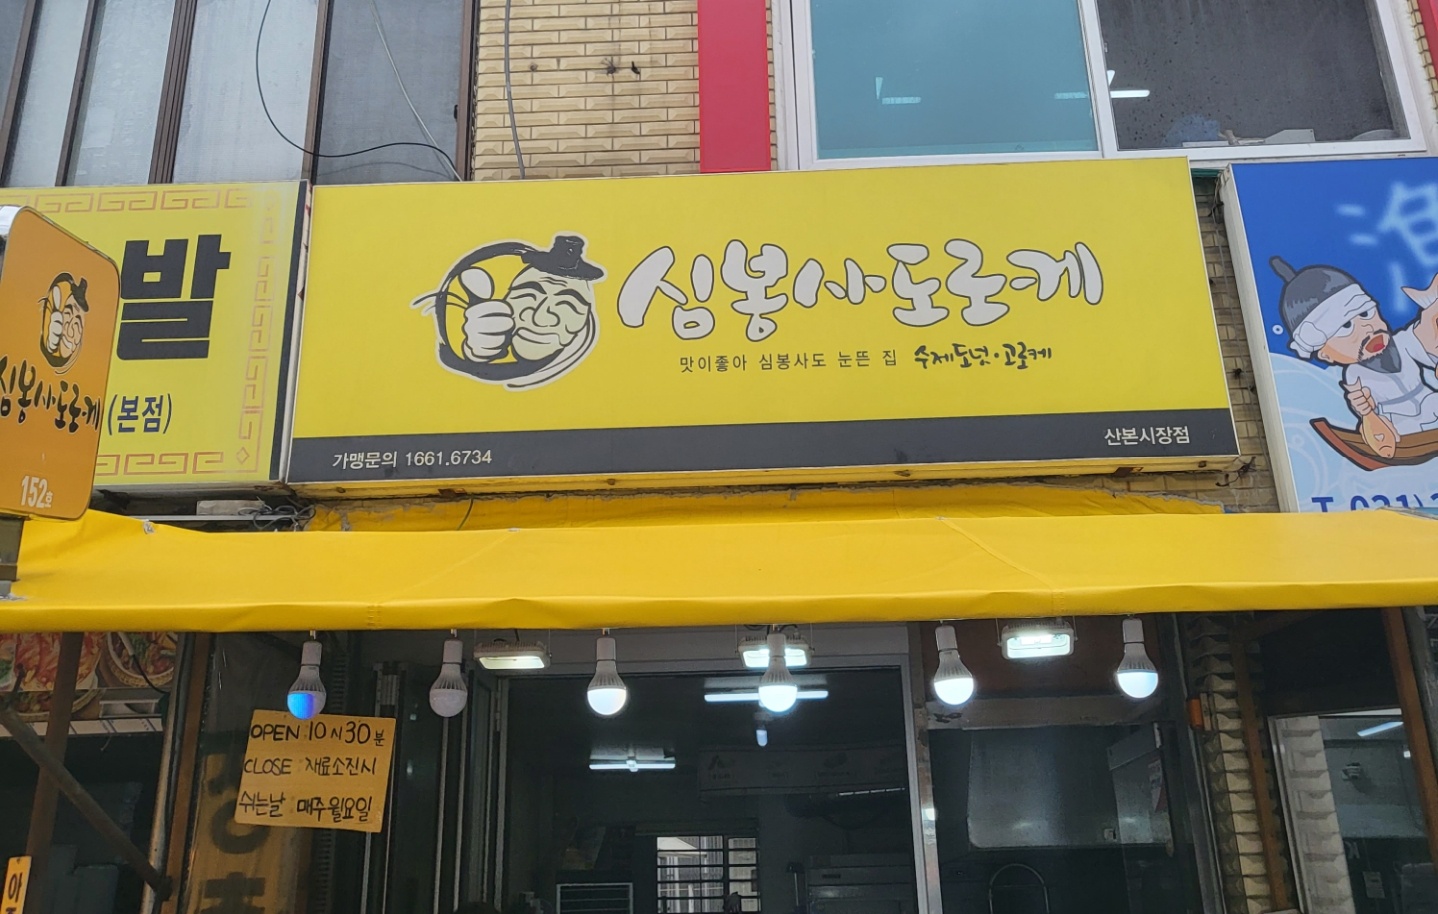 발
(본점)
심봉사도로케
152호
심봉사도로케
맛이좋아 심봉사도 눈뜬 집 수제도넛·고로케
가맹문의 1661.6734
산본시장점
漁
T. 031)
OPEN : 10시30분
CLOSE : 재료소진시
쉬는날 : 매주 월요일